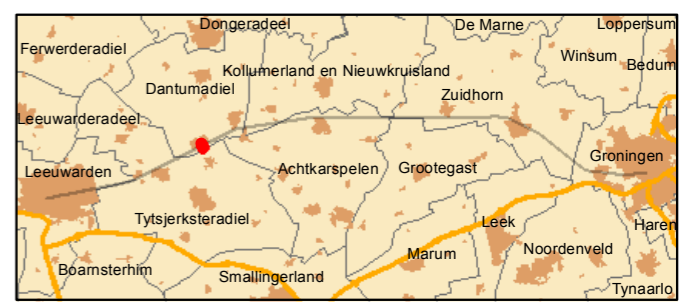 Dongeradeel
De Marne
Loppersum
Ferwerderadiel
Winsum
Bedum
Kollumerland en Nieuwkruisland
Dantumadiel
Zuidhorn
Leeuwarderadeel
Groningen
Leeuwarden
Achtkarspelen
Grootegast
Tytsjerksteradiel
Leek
Haren
Noordenveld
Marum
Boarnsterhim
Smallingerland
Tynaarlo